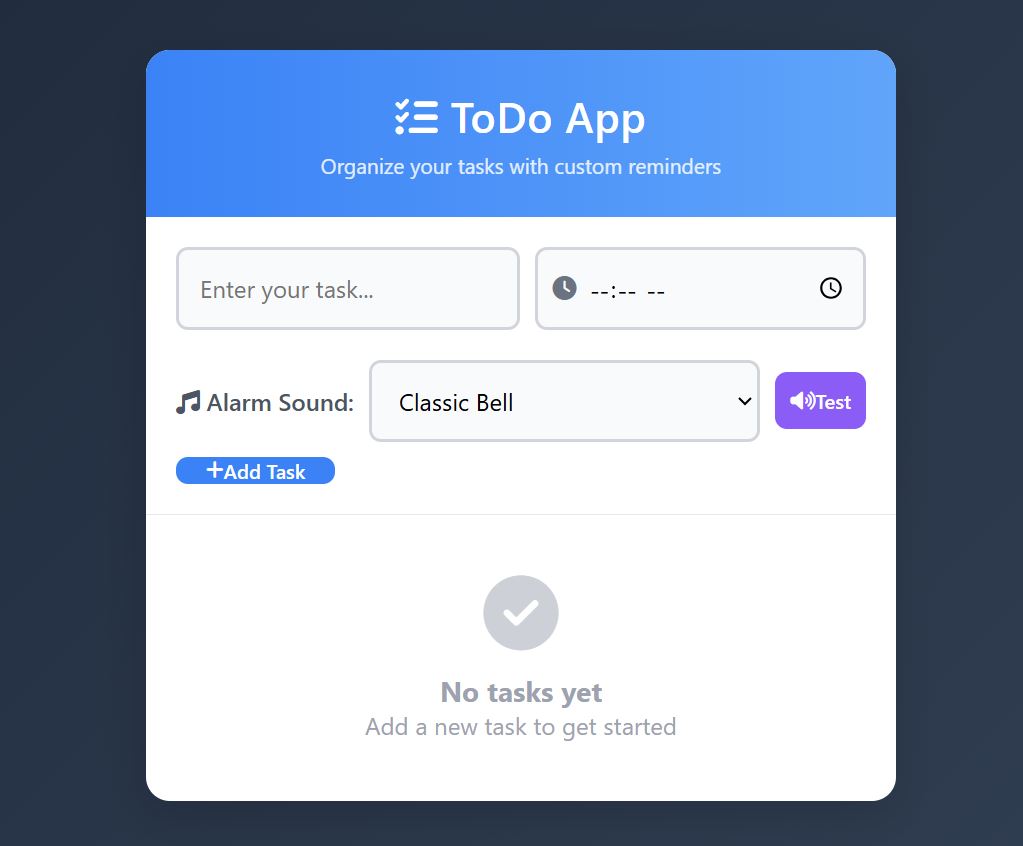 ToDo App
Organize your tasks with custom reminders
Enter your task...
--:-- --
Alarm Sound:
Classic Bell
Test
Add Task
No tasks yet
Add a new task to get started